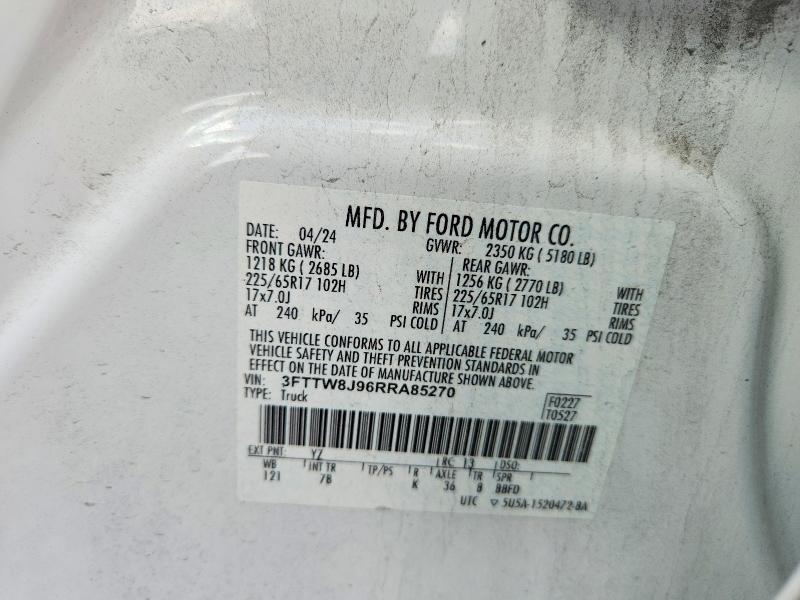 MFD. BY FORD MOTOR CO.
DATE: 04/24 GVWR: 2350 KG ( 5180 LB)
FRONT GAWR: REAR GAWR:
1218 KG ( 2685 LB) WITH 1256 KG ( 2770 LB) WITH
225/65R17 102H TIRES 225/65R17 102H TIRES
17x7.0J RIMS 17x7.0J RIMS
AT 240 kPa/ 35 PSI COLD AT 240 kPa/ 35 PSI COLD
THIS VEHICLE CONFORMS TO ALL APPLICABLE FEDERAL MOTOR
VEHICLE SAFETY AND THEFT PREVENTION STANDARDS IN
EFFECT ON THE DATE OF MANUFACTURE SHOWN ABOVE.
VIN: 3FTTW8J96RRA85270
TYPE: Truck F0227
T0527
EXT PNT: YZ RC: 13 DSO:
WB INT TR TP/PS R AXLE TR SPR
121 7B K 36 8 BBFD
UTC ▽ 5U5A-1520472-BA